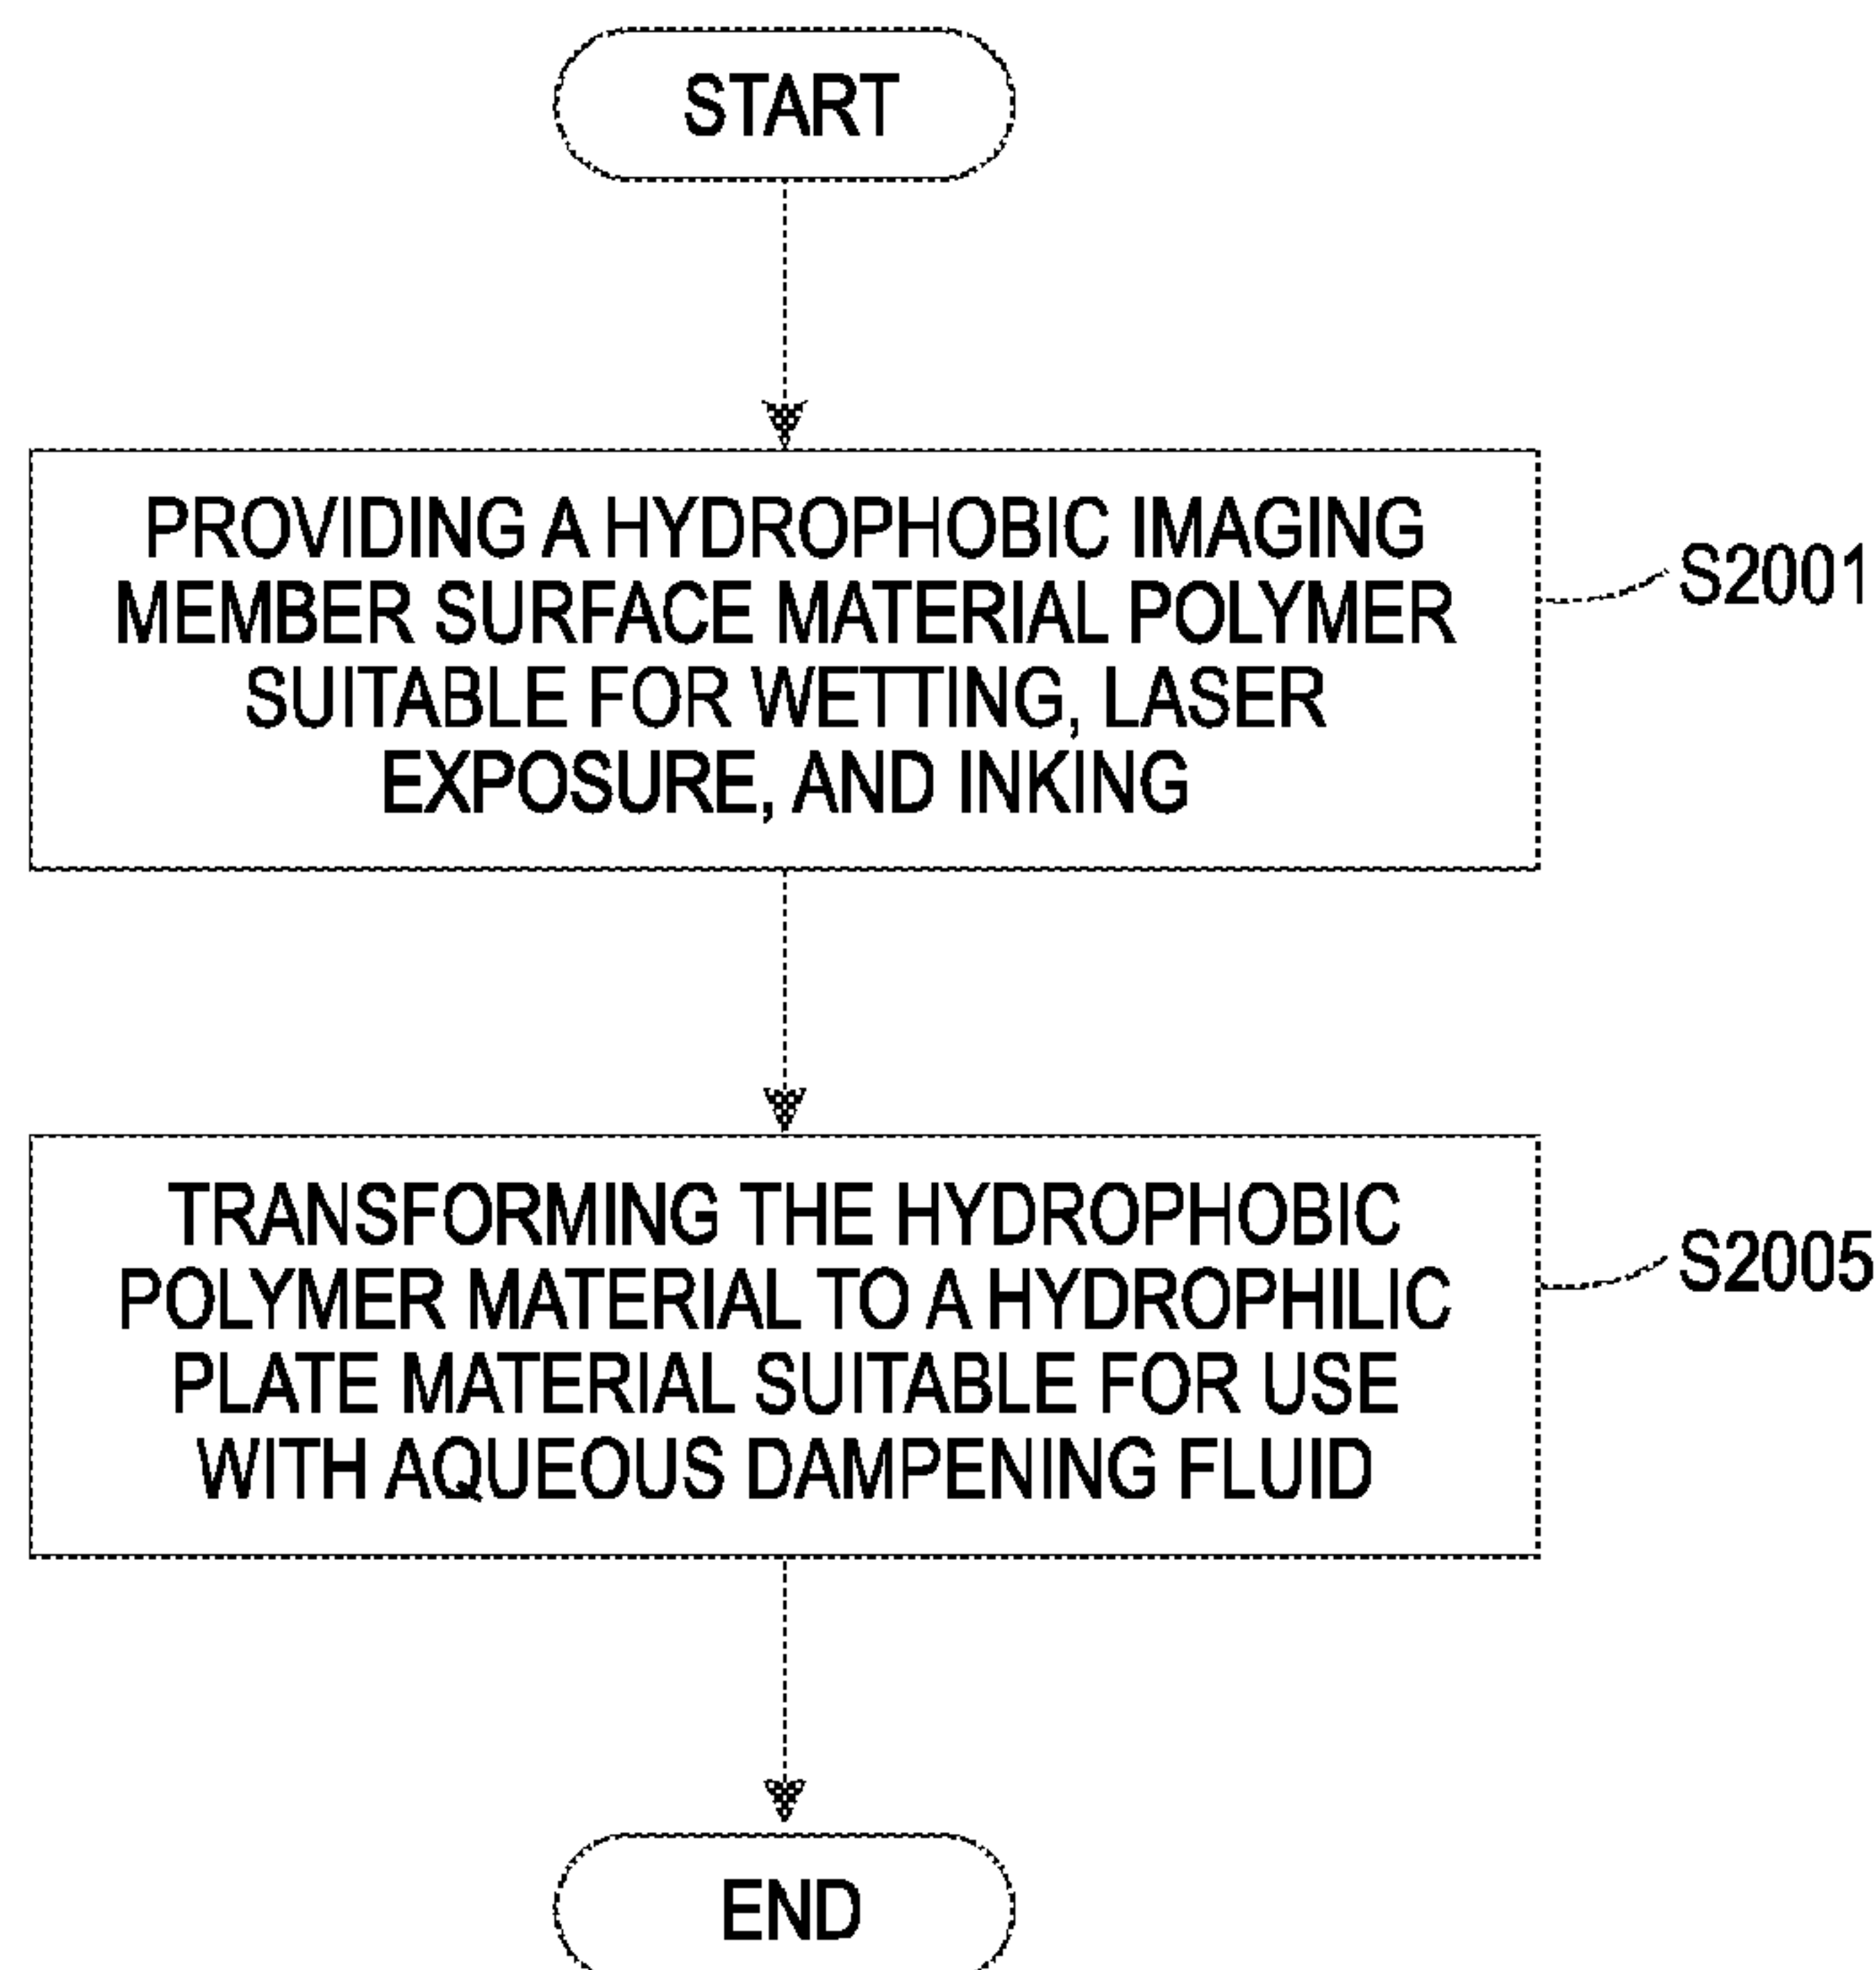 START
PROVIDING A HYDROPHOBIC IMAGING
MEMBER SURFACE MATERIAL POLYMER
SUITABLE FOR WETTING, LASER
EXPOSURE, AND INKING
S2001
TRANSFORMING THE HYDROPHOBIC
POLYMER MATERIAL TO A HYDROPHILIC
PLATE MATERIAL SUITABLE FOR USE
WITH AQUEOUS DAMPENING FLUID
S2005
END